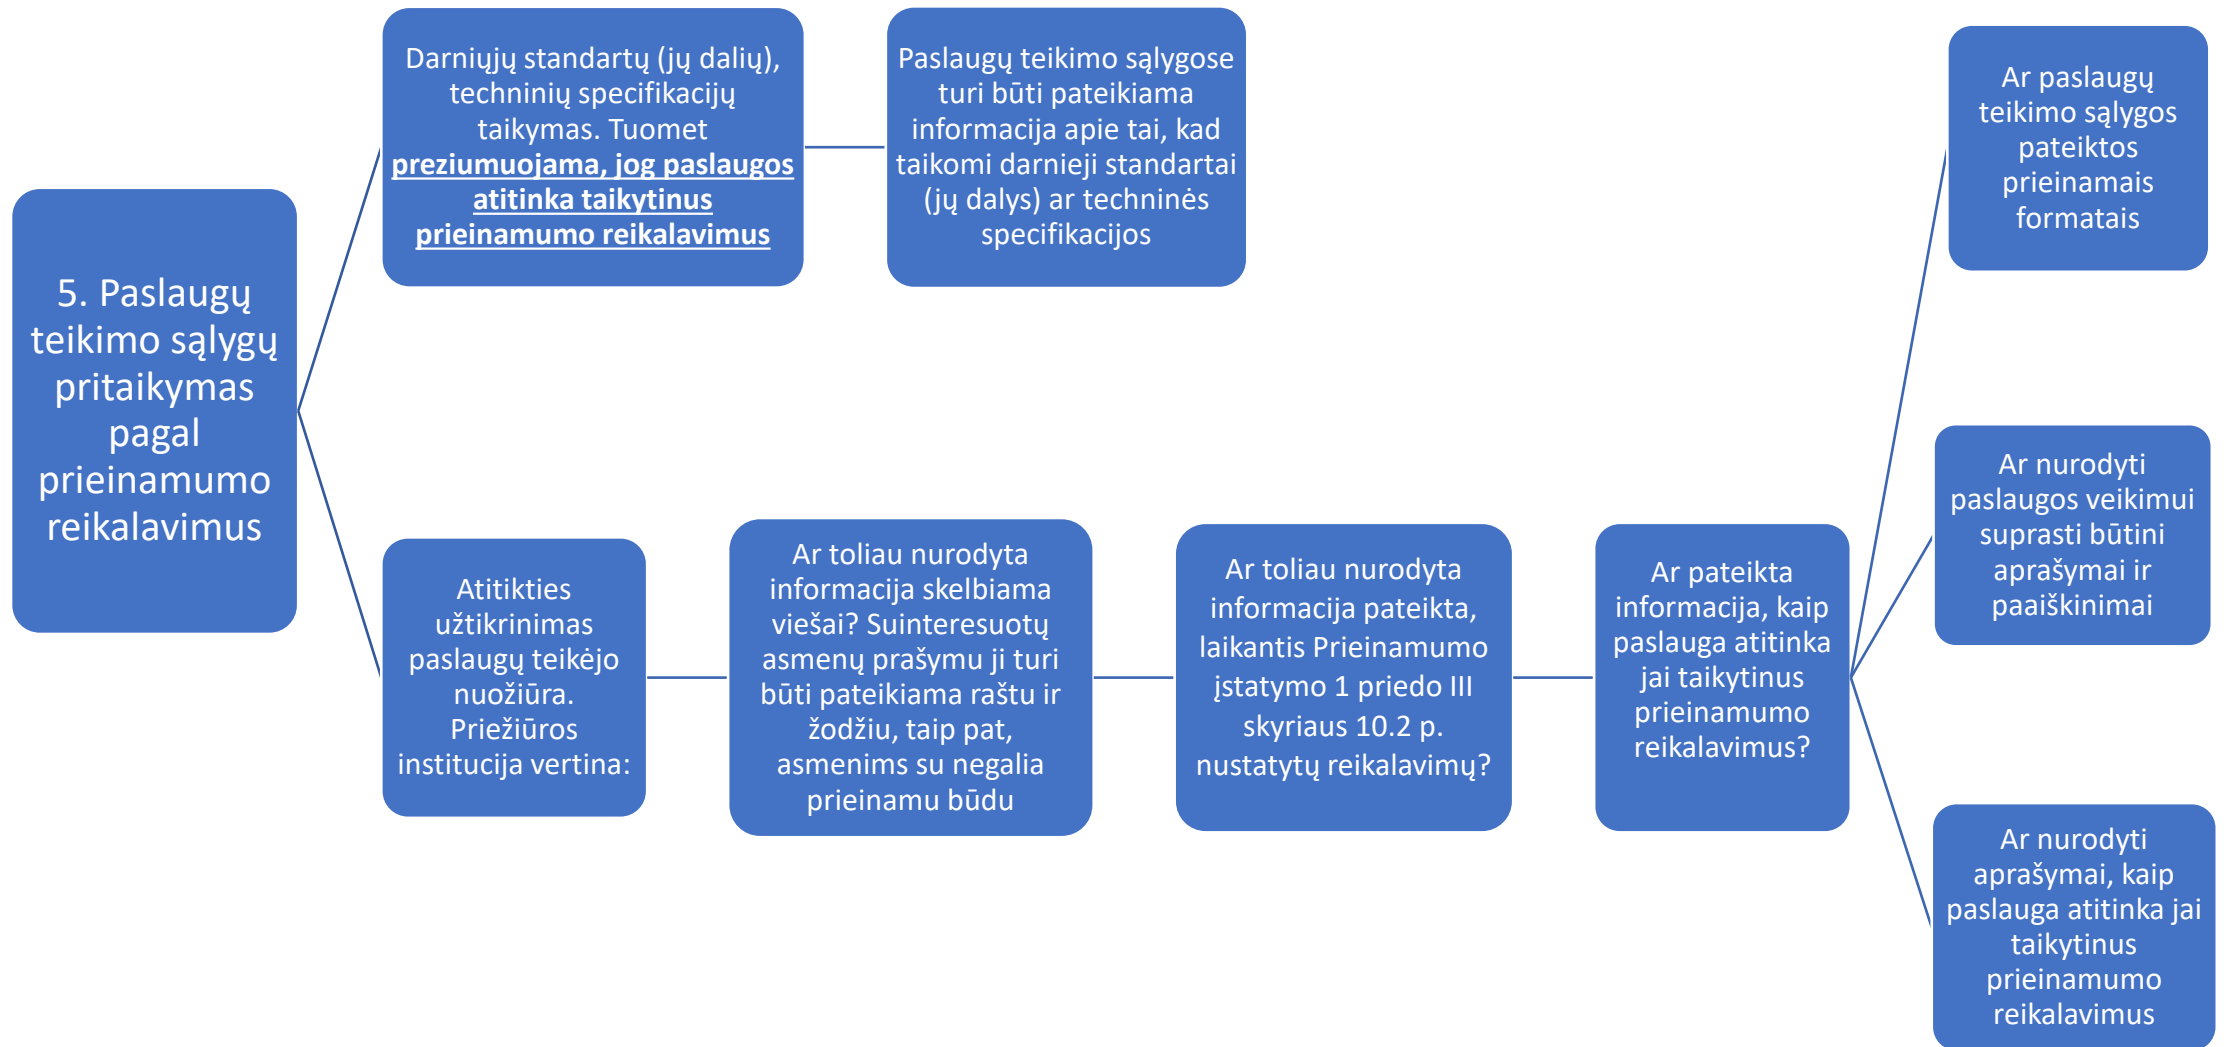 5. Paslaugų
teikimo sąlygų
pritaikymas
pagal
prieinamumo
reikalavimus
Darniųjų standartų (jų dalių),
techninių specifikacijų
taikymas. Tuomet
preziumuojama, jog paslaugos
atitinka taikytinus
prieinamumo reikalavimus
Paslaugų teikimo sąlygose
turi būti pateikiama
informacija apie tai, kad
taikomi darnieji standartai
(jų dalys) ar techninės
specifikacijos
Atitikties
užtikrinimas
paslaugų teikėjo
nuožiūra.
Priežiūros
institucija vertina:
Ar toliau nurodyta
informacija skelbiama
viešai? Suinteresuotų
asmenų prašymu ji turi
būti pateikiama raštu ir
žodžiu, taip pat,
asmenims su negalia
prieinamu būdu
Ar toliau nurodyta
informacija pateikta,
laikantis Prieinamumo
įstatymo 1 priedo III
skyriaus 10.2 p.
nustatytų reikalavimų?
Ar pateikta
informacija, kaip
paslauga atitinka
jai taikytinus
prieinamumo
reikalavimus?
Ar paslaugų
teikimo sąlygos
pateiktos
prieinamais
formatais
Ar nurodyti
paslaugos veikimui
suprasti būtini
aprašymai ir
paaiškinimai
Ar nurodyti
aprašymai, kaip
paslauga atitinka jai
taikytinus
prieinamumo
reikalavimus